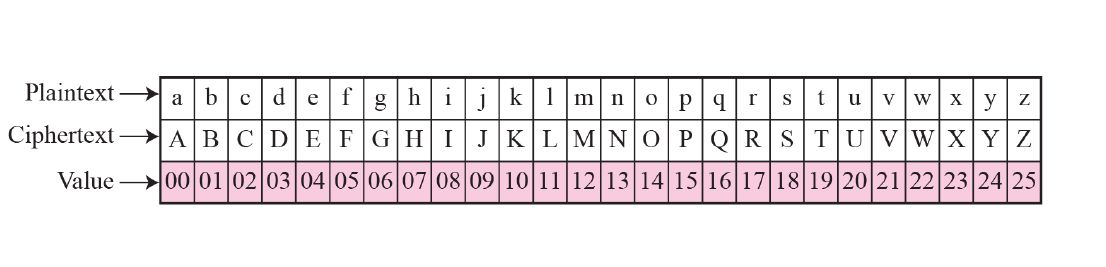 Plaintext a b c d e f g h i j k l m n o p q r s t u v w x y z
Ciphertext A B C D E F G H I J K L M N O P Q R S T U V W X Y Z
Value 00 01 02 03 04 05 06 07 08 09 10 11 12 13 14 15 16 17 18 19 20 21 22 23 24 25